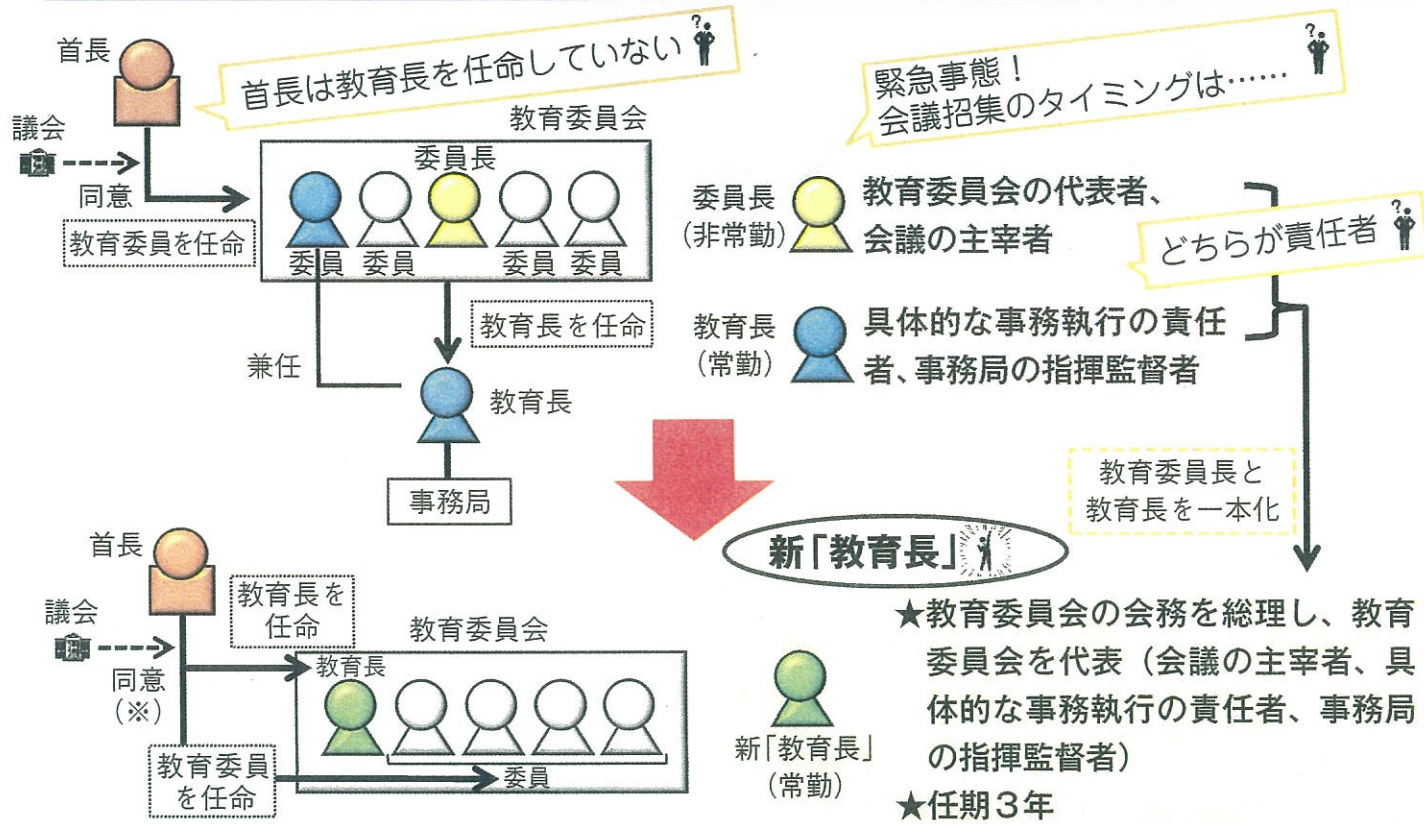 首長
首長は教育長を任命していない
議会
同意
教育委員を任命
教育委員会
委員長
委員
委員
委員
委員
教育長を任命
兼任
教育長
事務局
緊急事態！
会議招集のタイミングは……
委員長
(非常勤)
教育委員会の代表者、
会議の主宰者
どちらが責任者
教育長
(常勤)
具体的な事務執行の責任
者、事務局の指揮監督者
教育委員長と
教育長を一本化
新「教育長」
首長
議会
同意
(※)
教育長を
任命
教育委員
を任命
教育委員会
教育長
委員
新「教育長」
(常勤)
★教育委員会の会務を総理し、教育
委員会を代表（会議の主宰者、具
体的な事務執行の責任者、事務局
の指揮監督者）
★任期３年